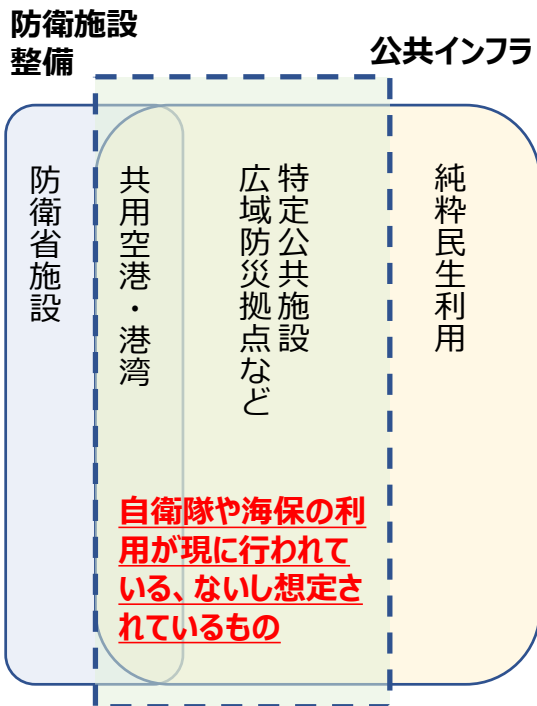 防衛施設
整備
公共インフラ
防衛省施設
共用空港・港湾
特定公共施設
広域防災拠点など
純粋民生利用
自衛隊や海保の利
用が現に行われて
いる、ないし想定さ
れているもの